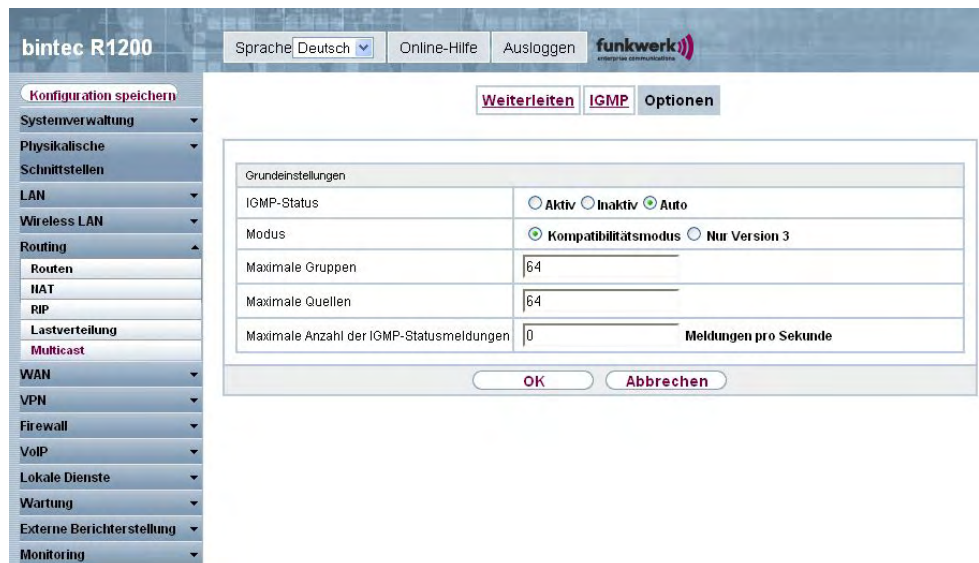 bintec R1200
Sprache Deutsch Online-Hilfe Ausloggen funkwerk
enterprise communications
Konfiguration speichern
Systemverwaltung
Physikalische
Schnittstellen
LAN
Wireless LAN
Routing
Routen
NAT
RIP
Lastverteilung
Multicast
WAN
VPN
Firewall
VoIP
Lokale Dienste
Wartung
Externe Berichterstellung
Monitoring
Weiterleiten IGMP Optionen
Grundeinstellungen
IGMP-Status Aktiv Inaktiv Auto
Modus Kompatibilitätsmodus Nur Version 3
Maximale Gruppen 64
Maximale Quellen 64
Maximale Anzahl der IGMP-Statusmeldungen 0 Meldungen pro Sekunde
OK Abbrechen